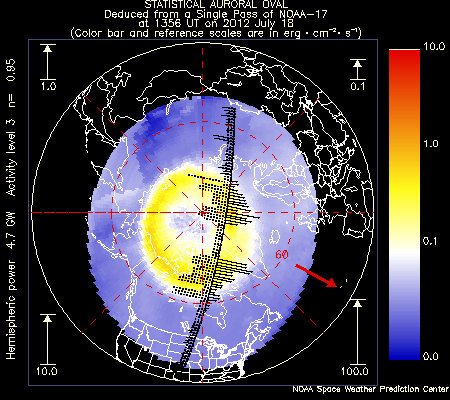 STATISTICAL AURORAL OVAL
Deduced from a Single Pass of NOAA-17
at 1356 UT on 2012 July 18
(Color bar and reference scales are in erg · cm⁻² · s⁻¹)
1.0
0.1
10.0
1.0
0.1
0.0
Hemispheric power 4.7 GW Activity level 3 n= 0.95
60
10.0
100.0
NOAA Space Weather Prediction Center